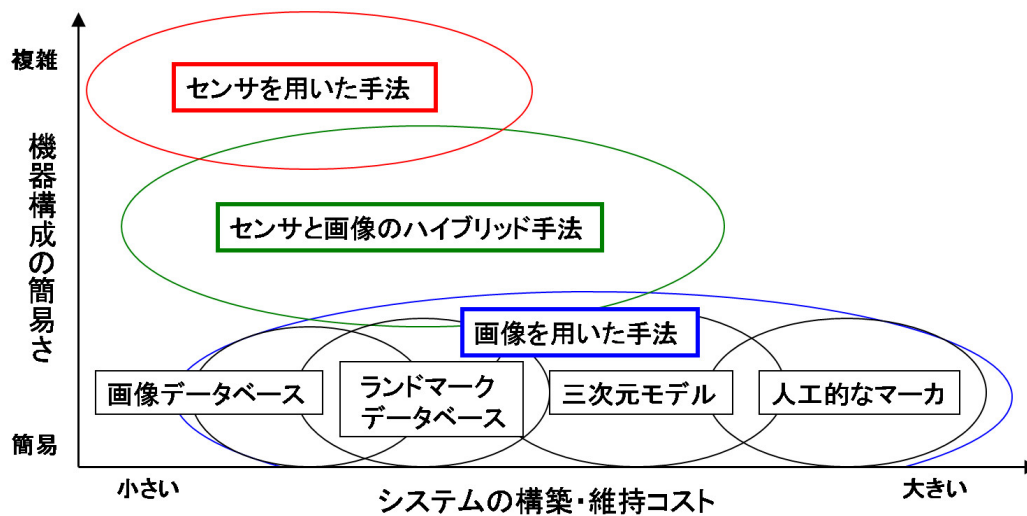 複雑
センサを用いた手法
機器構成の簡易さ
センサと画像のハイブリッド手法
画像を用いた手法
画像データベース
ランドマーク
データベース
三次元モデル
人工的なマーカ
簡易
小さい
システムの構築・維持コスト
大きい